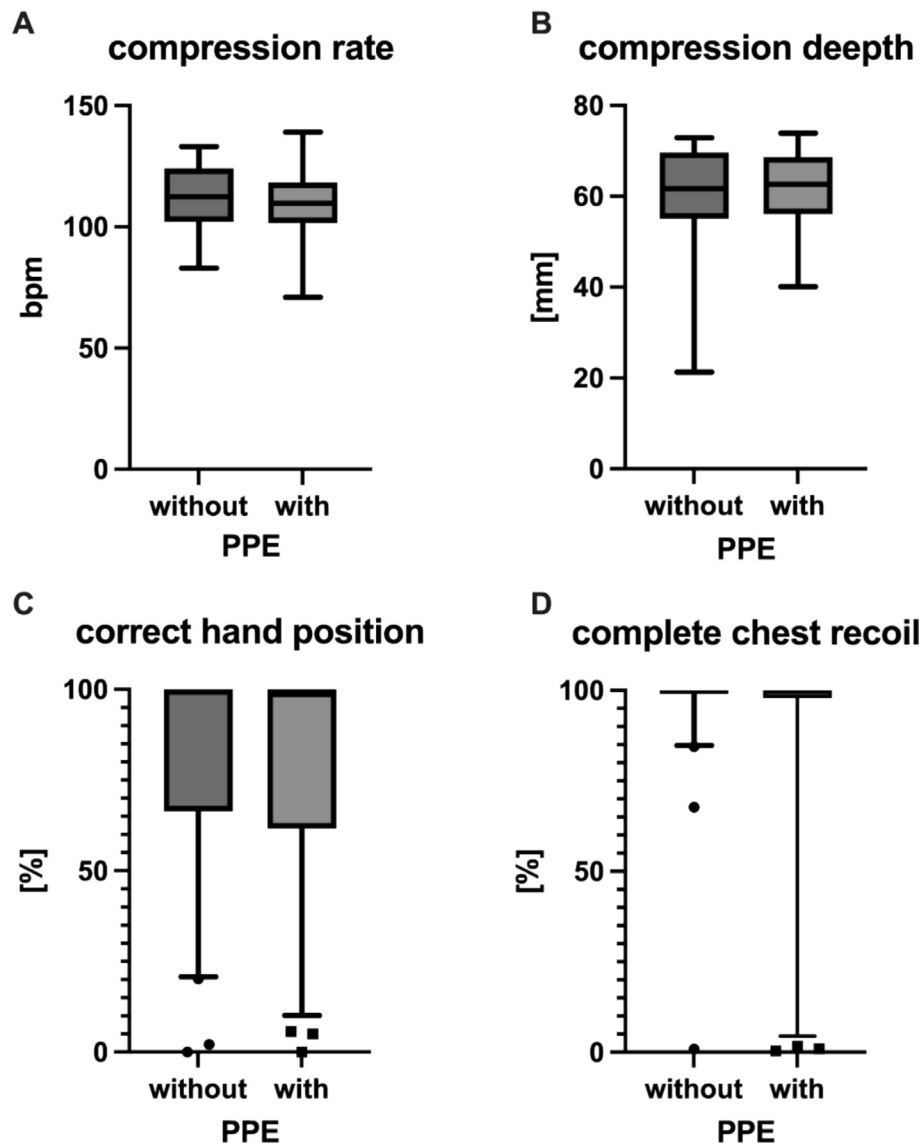 A
compression rate
150
100
50
0
bpm
without with
PPE
B
compression deepth
80
60
40
20
0
[mm]
without with
PPE
C
correct hand position
100
50
0
[%]
without with
PPE
D
complete chest recoil
100
50
0
[%]
without with
PPE